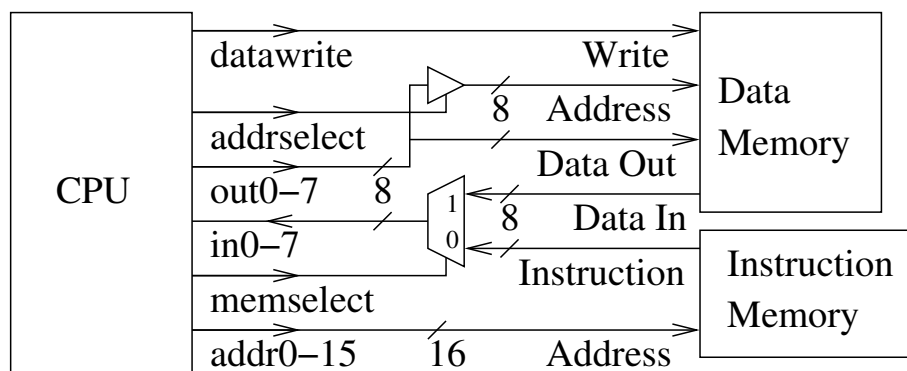 datawrite Write
8 Address
addrselect
Data
Memory
CPU
out0−7 8 Data Out
1 8 Data In
in0−7 0
Instruction
memselect
Instruction
Memory
addr0−15 16 Address